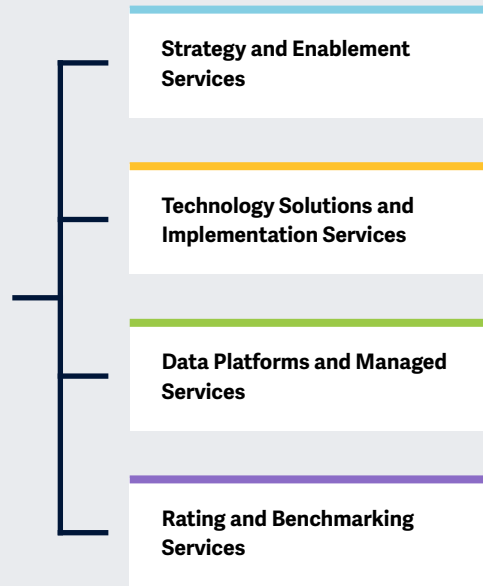 Strategy and Enablement
Services
Technology Solutions and
Implementation Services
Data Platforms and Managed
Services
Rating and Benchmarking
Services